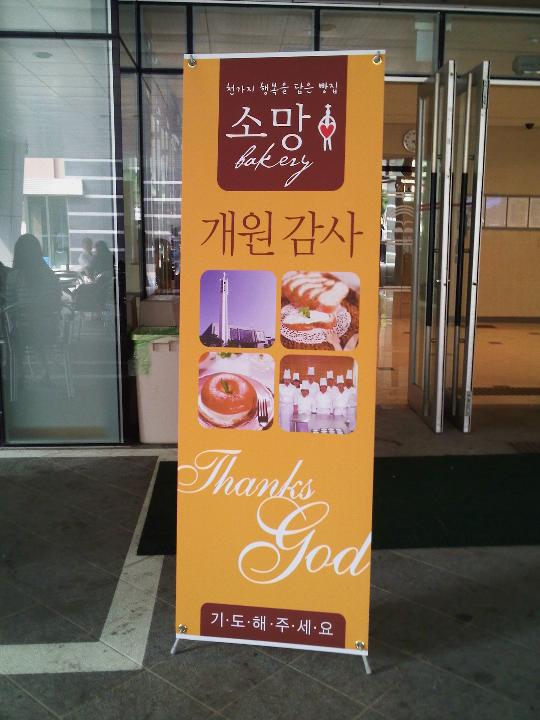 천가지 행복을 담은 빵집
소망
bakery
개원 감사
Thanks
God
기·도·해·주·세·요